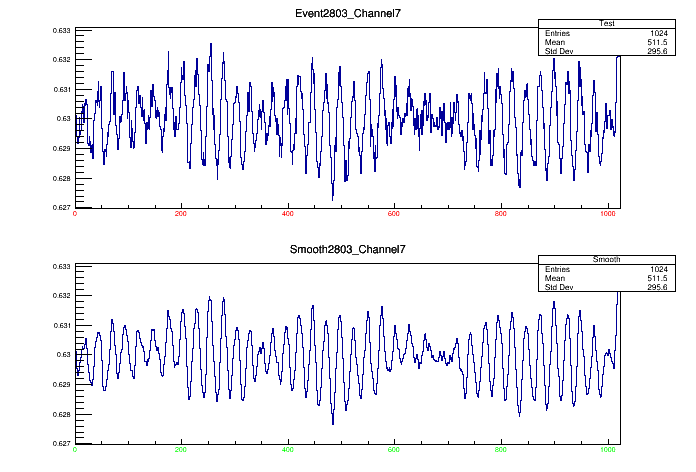 Event2803_Channel7
Test
Entries 1024
Mean 511.5
Std Dev 295.6
0.633
0.632
0.631
0.63
0.629
0.628
0.627
0 200 400 600 800 1000
Smooth2803_Channel7
Smooth
Entries 1024
Mean 511.5
Std Dev 295.6
0.633
0.632
0.631
0.63
0.629
0.628
0.627
0 200 400 600 800 1000